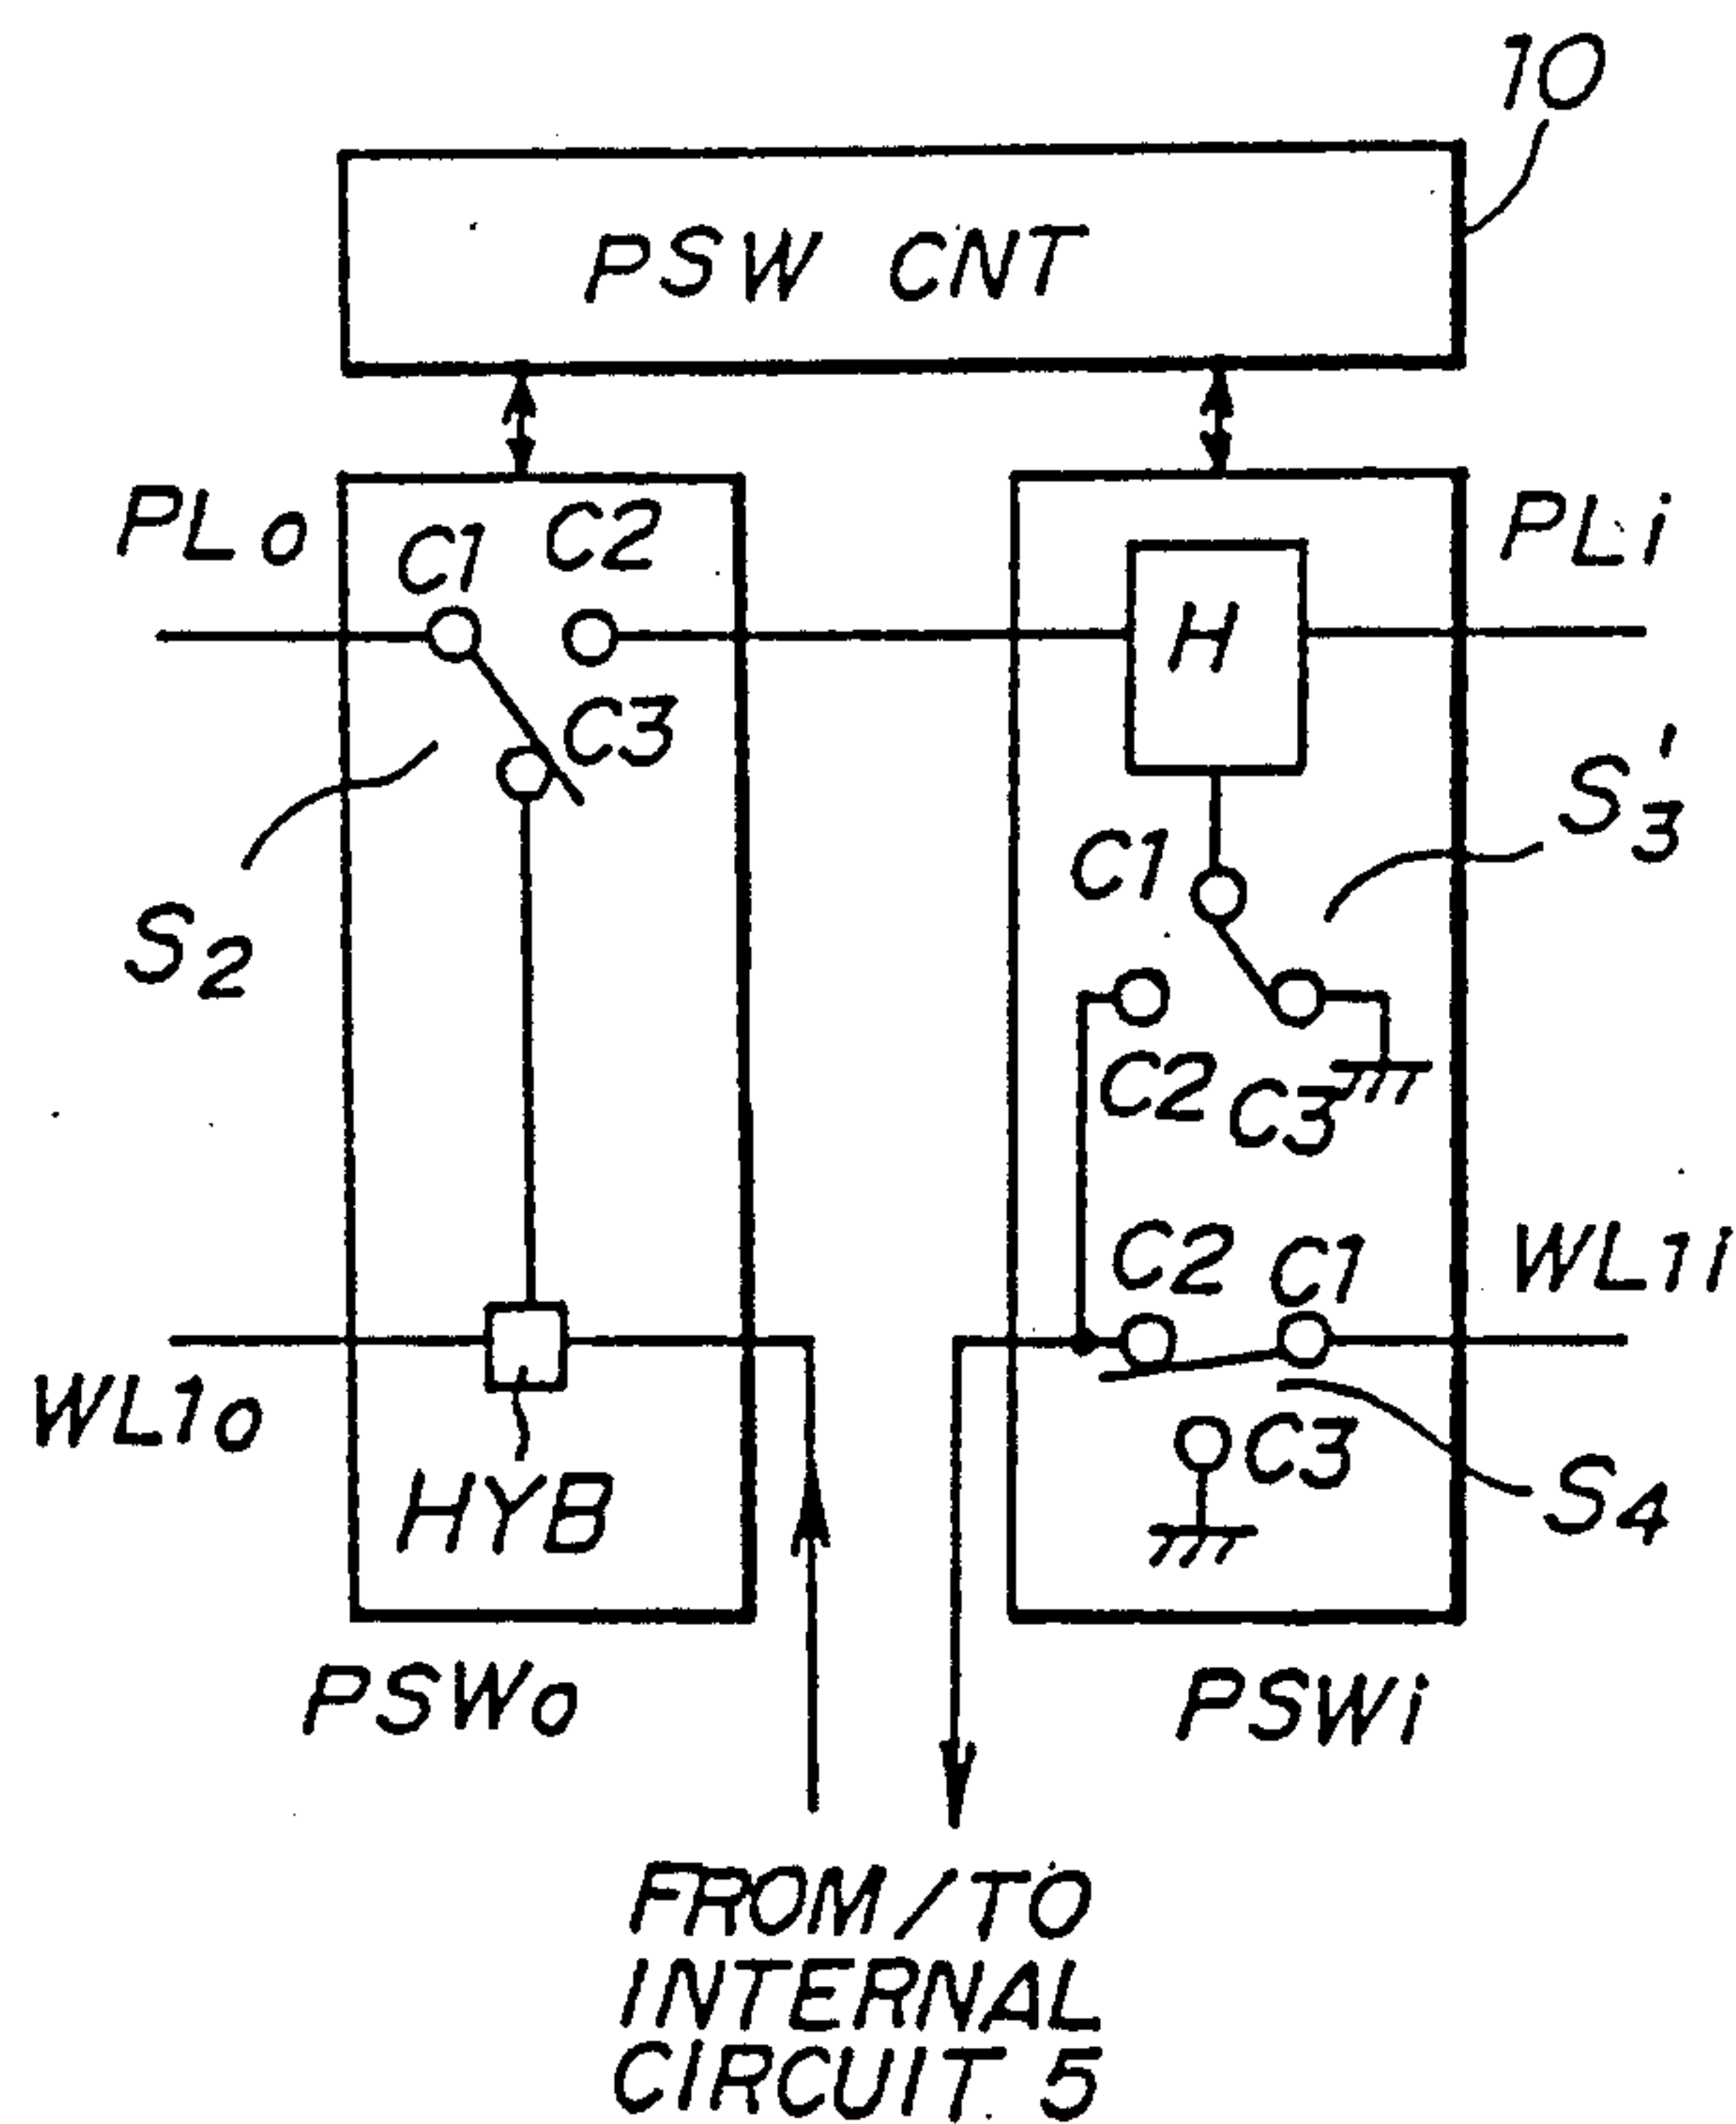 10
PSW CNT
PLo
C1
C2
C3
S2
H
PLi
S3'
C1
C2
C3
C2
C1
WL1i
C3
S4
WL1o
HYB
PSWo
PSWi
FROM/TO
INTERNAL
CIRCUIT 5